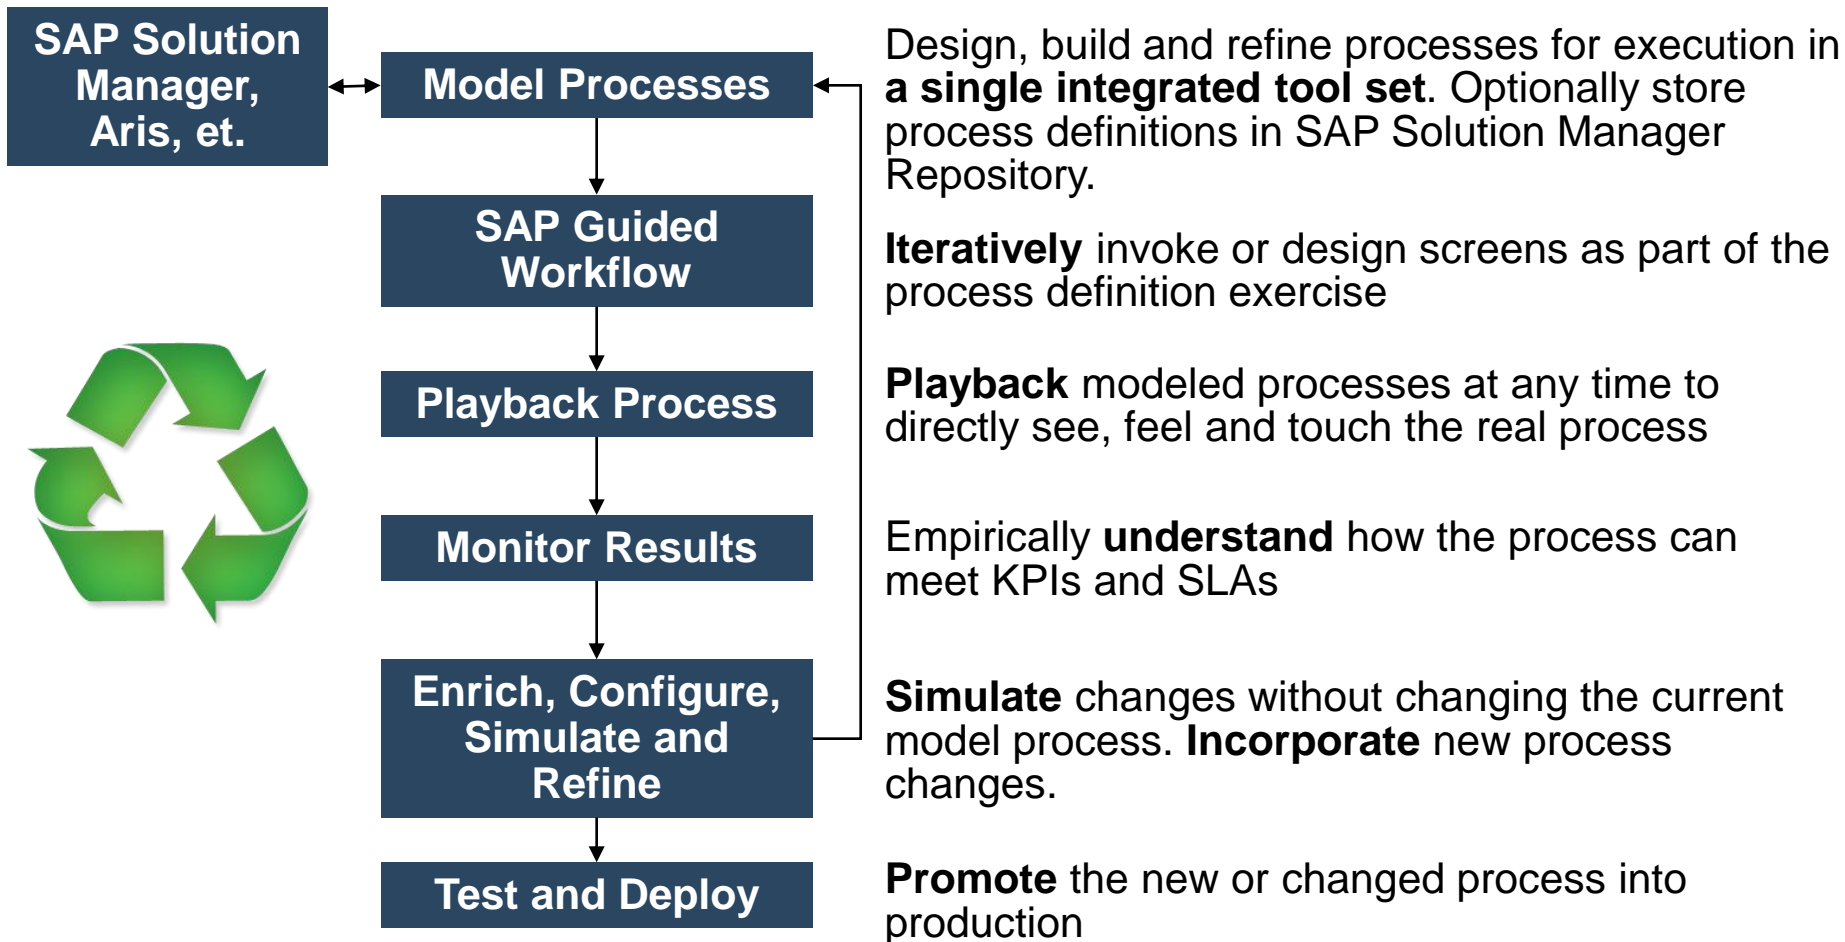 SAP Solution
Manager,
Aris, et.
Model Processes
Design, build and refine processes for execution in
a single integrated tool set. Optionally store
process definitions in SAP Solution Manager
Repository.
SAP Guided
Workflow
Iteratively invoke or design screens as part of the
process definition exercise
Playback Process
Playback modeled processes at any time to
directly see, feel and touch the real process
Monitor Results
Empirically understand how the process can
meet KPIs and SLAs
Enrich, Configure,
Simulate and
Refine
Simulate changes without changing the current
model process. Incorporate new process
changes.
Test and Deploy
Promote the new or changed process into
production